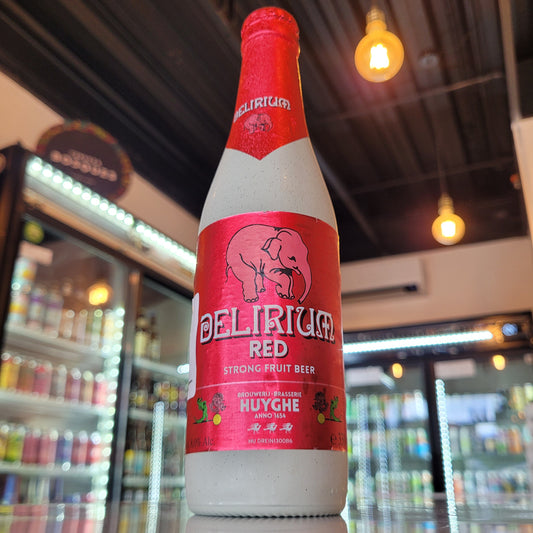 DELIRIUM
DELIRIUM
RED
STRONG FRUIT BEER
BROUWERIJ - BRASSERIE
HUYGHE
ANNO 1654